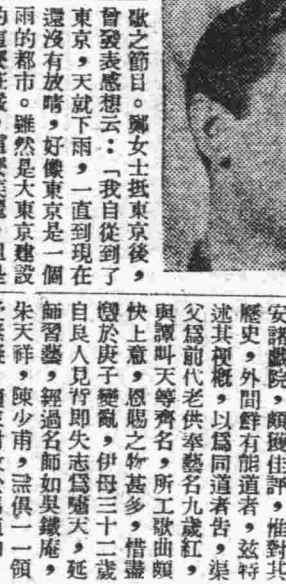 歌之節目。鄭女士抵東京後，
曾發表感想云：「我自從到了
東京，天就下雨，一直到現在
還沒有放晴，好像東京是一個
雨的都市。雖然是大東京建設
安諸戲院，頗獲佳評，惟對其
歷史，外間鮮有能道者，茲特
述其梗概，以爲同道者告，渠
父爲前代老供奉藝名九歲紅，
與譚叫天等齊名，所工歌曲頗
快上意，恩賜之物甚多，惜盡
燬於庚子變亂，伊母三十二歲
自良人見背即失志爲天，延
師習藝，經過名師如吳鐵庵，
朱天祥，陳少甫，俱一一領